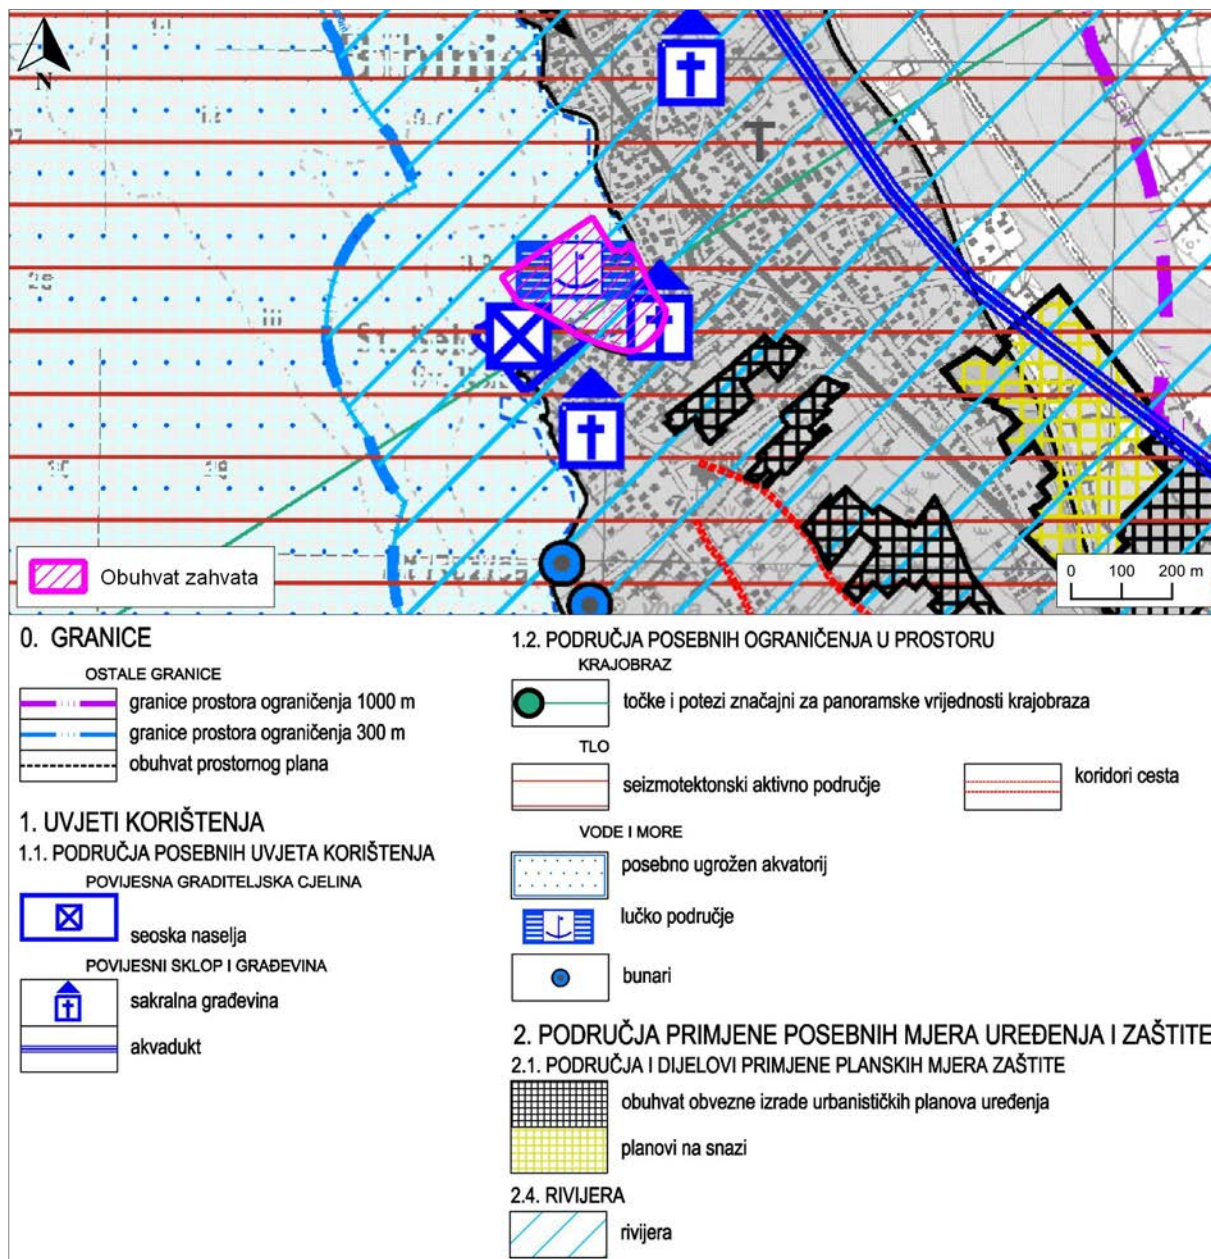 N
T
iii
Obuhvat zahvata
0 100 200 m
0. GRANICE
OSTALE GRANICE
granice prostora ograničenja 1000 m
granice prostora ograničenja 300 m
obuhvat prostornog plana
1. UVJETI KORIŠTENJA
1.1. PODRUČJA POSEBNIH UVJETA KORIŠTENJA
POVIJESNA GRADITELJSKA CJELINA
seoska naselja
POVIJESNI SKLOP I GRAĐEVINA
sakralna građevina
akvadukt
1.2. PODRUČJA POSEBNIH OGRANIČENJA U PROSTORU
KRAJOBRAZ
točke i potezi značajni za panoramske vrijednosti krajobraza
TLO
seizmotektonski aktivno područje
koridori cesta
VODE I MORE
posebno ugrožen akvatorij
lučko područje
bunari
2. PODRUČJA PRIMJENE POSEBNIH MJERA UREĐENJA I ZAŠTITE
2.1. PODRUČJA I DIJELOVI PRIMJENE PLANSKIH MJERA ZAŠTITE
obuhvat obvezne izrade urbanističkih planova uređenja
planovi na snazi
2.4. RIVIJERA
rivijera